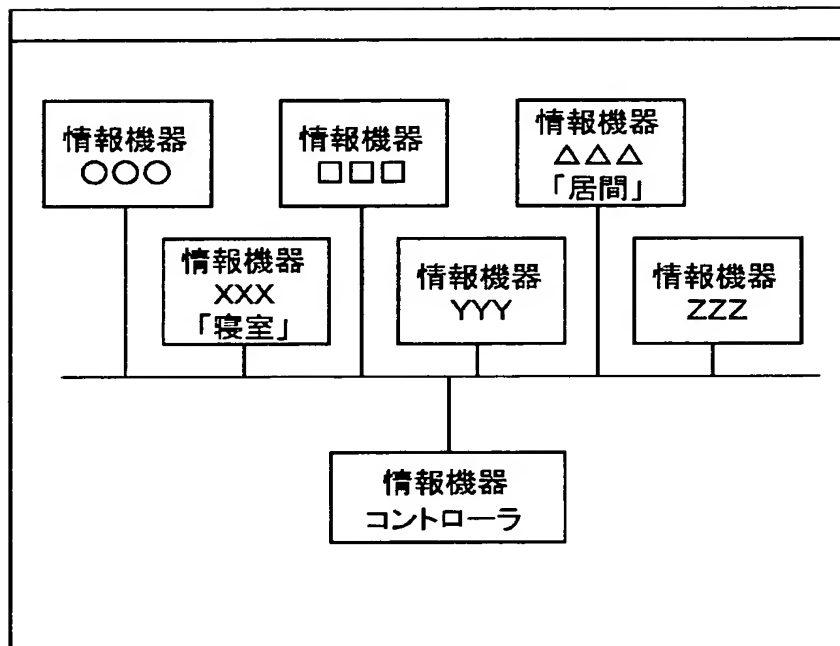 情報機器
○○○
情報機器
□□□
情報機器
△△△
「居間」
情報機器
XXX
「寝室」
情報機器
YYY
情報機器
ZZZ
情報機器
コントローラ